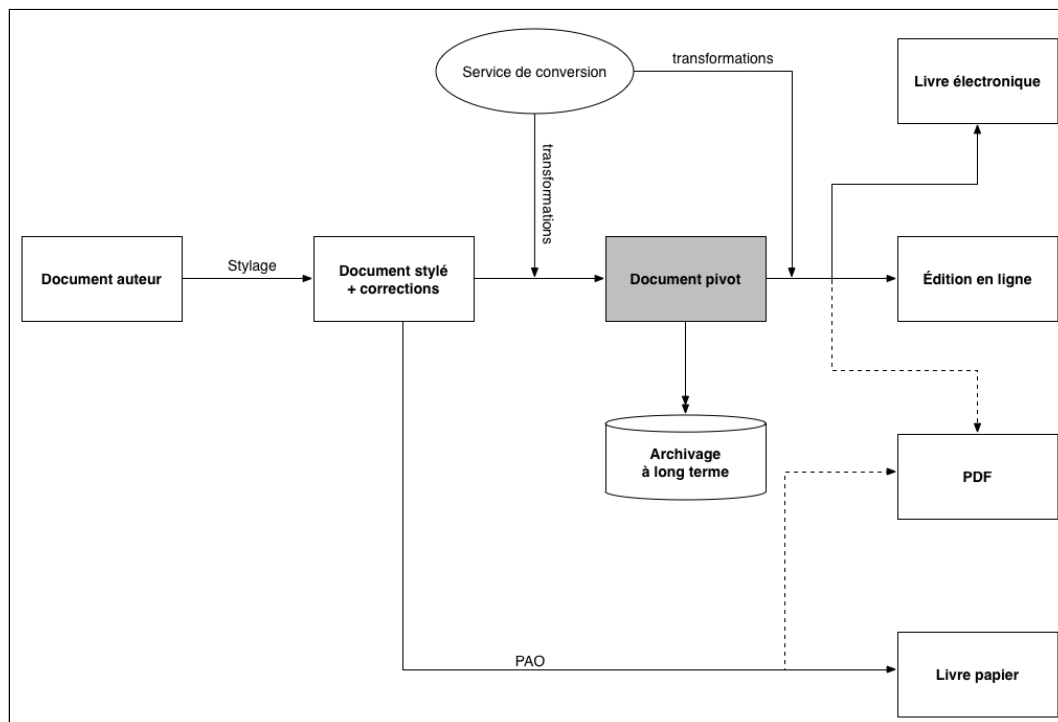 transformations
Service de conversion
Livre électronique
transformations
Document auteur
Stylage
Document stylé
+ corrections
Document pivot
Édition en ligne
Archivage
à long terme
PDF
PAO
Livre papier